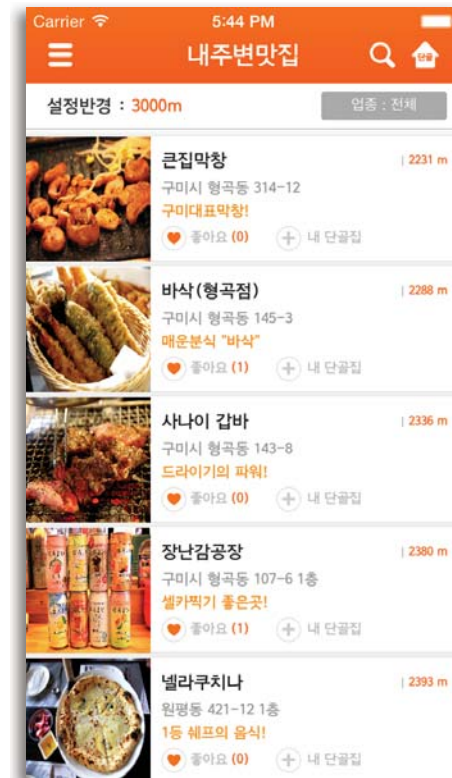 Carrier 5:44 PM
내주변맛집
단골
설정반경 : 3000m
업종 : 전체
큰집막창
| 2231 m
구미시 형곡동 314-12
구미대표막창!
좋아요 (0) 내 단골집
바삭(형곡점)
| 2288 m
구미시 형곡동 145-3
매운분식 "바삭"
좋아요 (1) 내 단골집
사나이 갑바
| 2336 m
구미시 형곡동 143-8
드라이기의 파워!
좋아요 (0) 내 단골집
장난감공장
| 2380 m
구미시 형곡동 107-6 1층
셀카찍기 좋은곳!
좋아요 (1) 내 단골집
넬라쿠치나
| 2393 m
원평동 421-12 1층
1등 쉐프의 음식!
좋아요 (0) 내 단골집